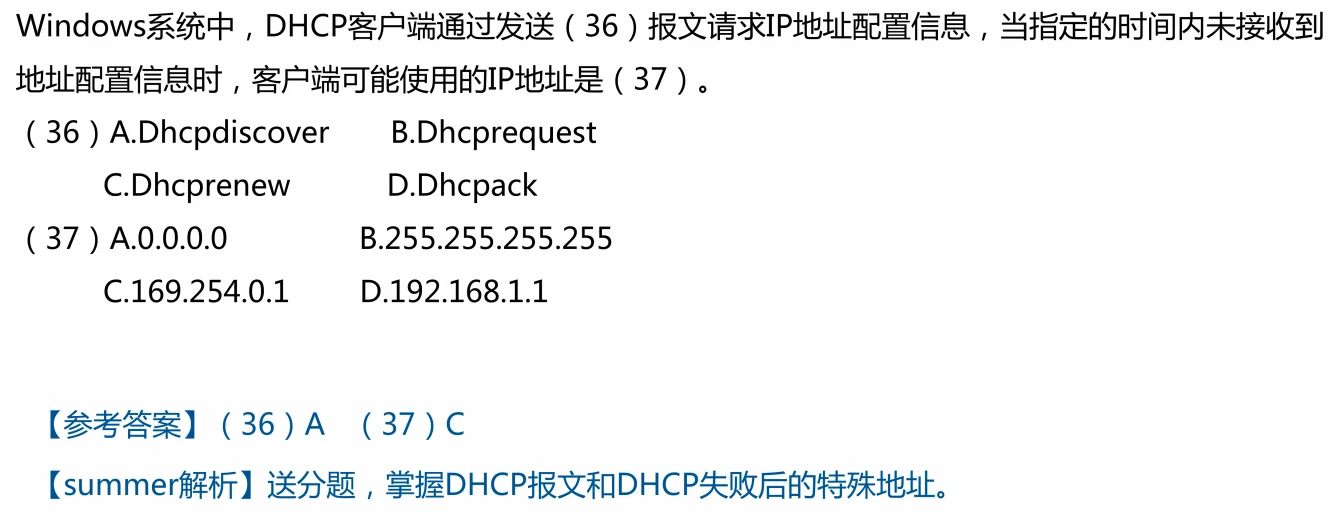 Windows系统中，DHCP客户端通过发送（36）报文请求IP地址配置信息，当指定的时间内未接收到
地址配置信息时，客户端可能使用的IP地址是（37）。
（36）A.Dhcpdiscover B.Dhcprequest
C.Dhcprenew D.Dhcpack
（37）A.0.0.0.0 B.255.255.255.255
C.169.254.0.1 D.192.168.1.1
【参考答案】（36）A （37）C
【summer解析】送分题，掌握DHCP报文和DHCP失败后的特殊地址。